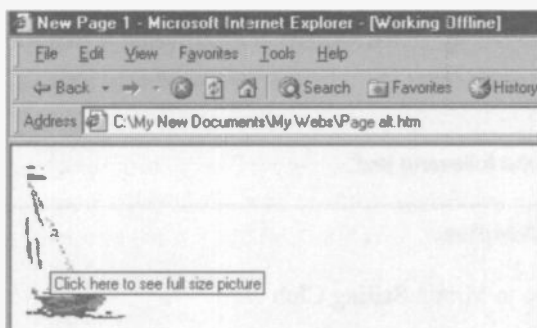 New Page 1 - Microsoft Internet Explorer - [Working Offline]
File Edit View Favorites Tools Help
Back Search Favorites History
Address C:\My New Documents\My Webs\Page alt.htm
Click here to see full size picture